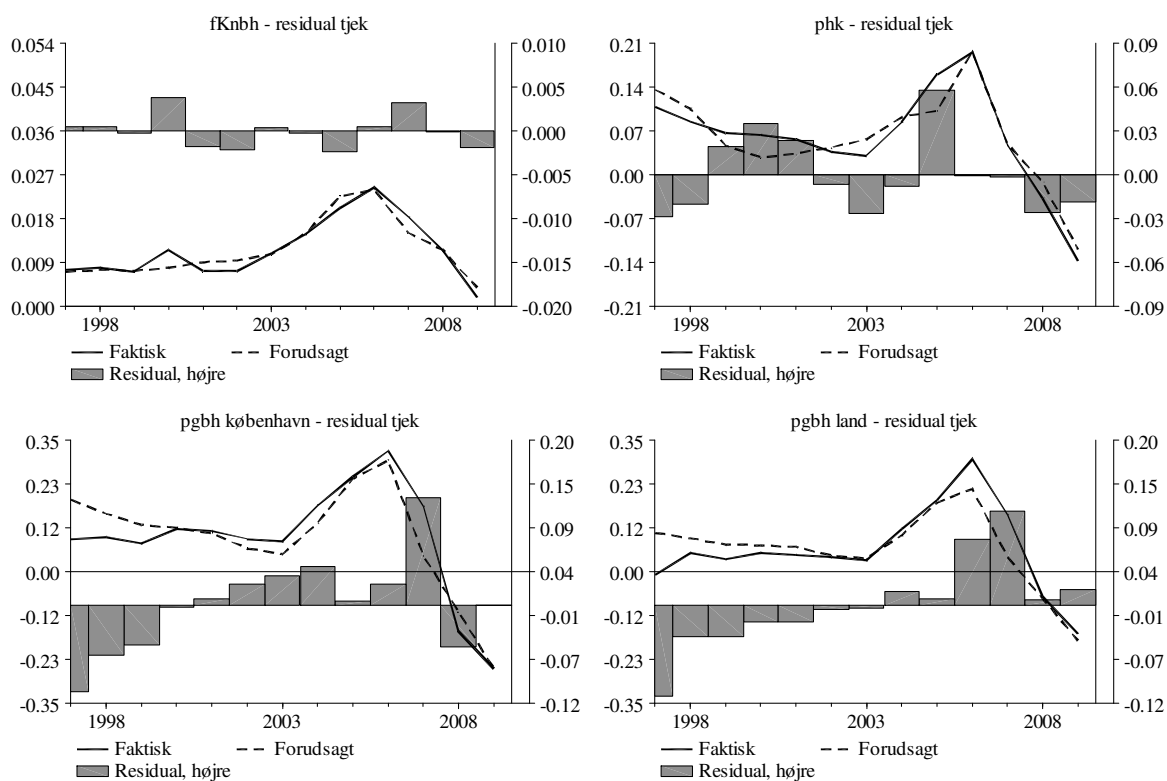 fKnbh - residual tjek
0.054 0.010
0.045 0.005
0.036 0.000
0.027 -0.005
0.018 -0.010
0.009 -0.015
0.000 -0.020
1998 2003 2008
Faktisk Forudsagt
Residual, højre
phk - residual tjek
0.21 0.09
0.14 0.06
0.07 0.03
0.00 0.00
-0.07 -0.03
-0.14 -0.06
-0.21 -0.09
1998 2003 2008
Faktisk Forudsagt
Residual, højre
pgbh københavn - residual tjek
0.35 0.20
0.23 0.15
0.12 0.09
0.00 0.04
-0.12 -0.01
-0.23 -0.07
-0.35 -0.12
1998 2003 2008
Faktisk Forudsagt
Residual, højre
pgbh land - residual tjek
0.35 0.20
0.23 0.15
0.12 0.09
0.00 0.04
-0.12 -0.01
-0.23 -0.07
-0.35 -0.12
1998 2003 2008
Faktisk Forudsagt
Residual, højre